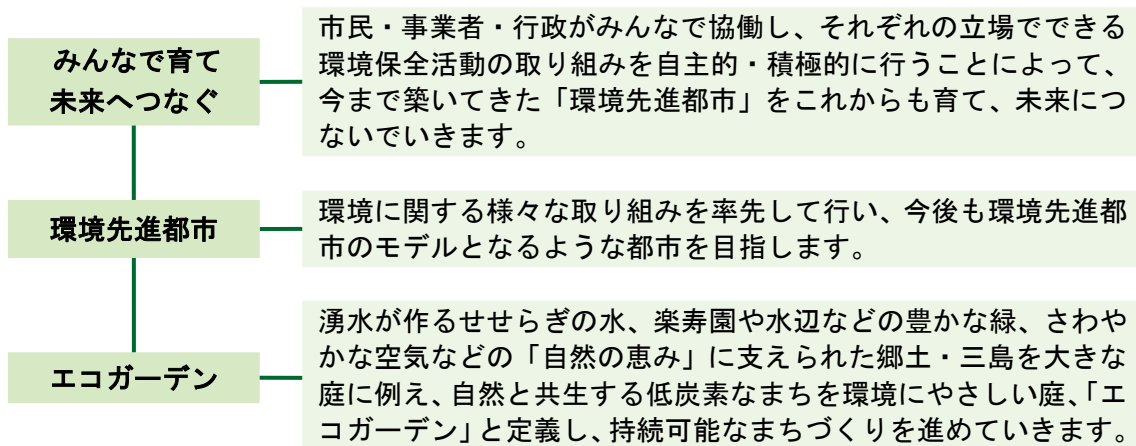 みんなで育て
未来へつなぐ
市民・事業者・行政がみんなで協働し、それぞれの立場でできる
環境保全活動の取り組みを自主的・積極的に行うことによって、
今まで築いてきた「環境先進都市」をこれからも育て、未来につ
ないでいきます。
環境先進都市
環境に関する様々な取り組みを率先して行い、今後も環境先進都
市のモデルとなるような都市を目指します。
エコガーデン
湧水が作るせせらぎの水、楽寿園や水辺などの豊かな緑、さわや
かな空気などの「自然の恵み」に支えられた郷土・三島を大きな
庭に例え、自然と共生する低炭素なまちを環境にやさしい庭、「エ
コガーデン」と定義し、持続可能なまちづくりを進めていきます。